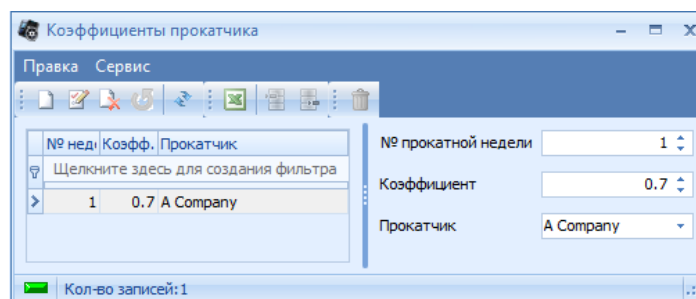 Коэффициенты прокатчика
Правка Сервис
№ неді Коэфф. Прокатчик
Щелкните здесь для создания фильтра
1 0.7 A Company
№ прокатной недели 1
Коэффициент 0.7
Прокатчик A Company
Кол-во записей:1